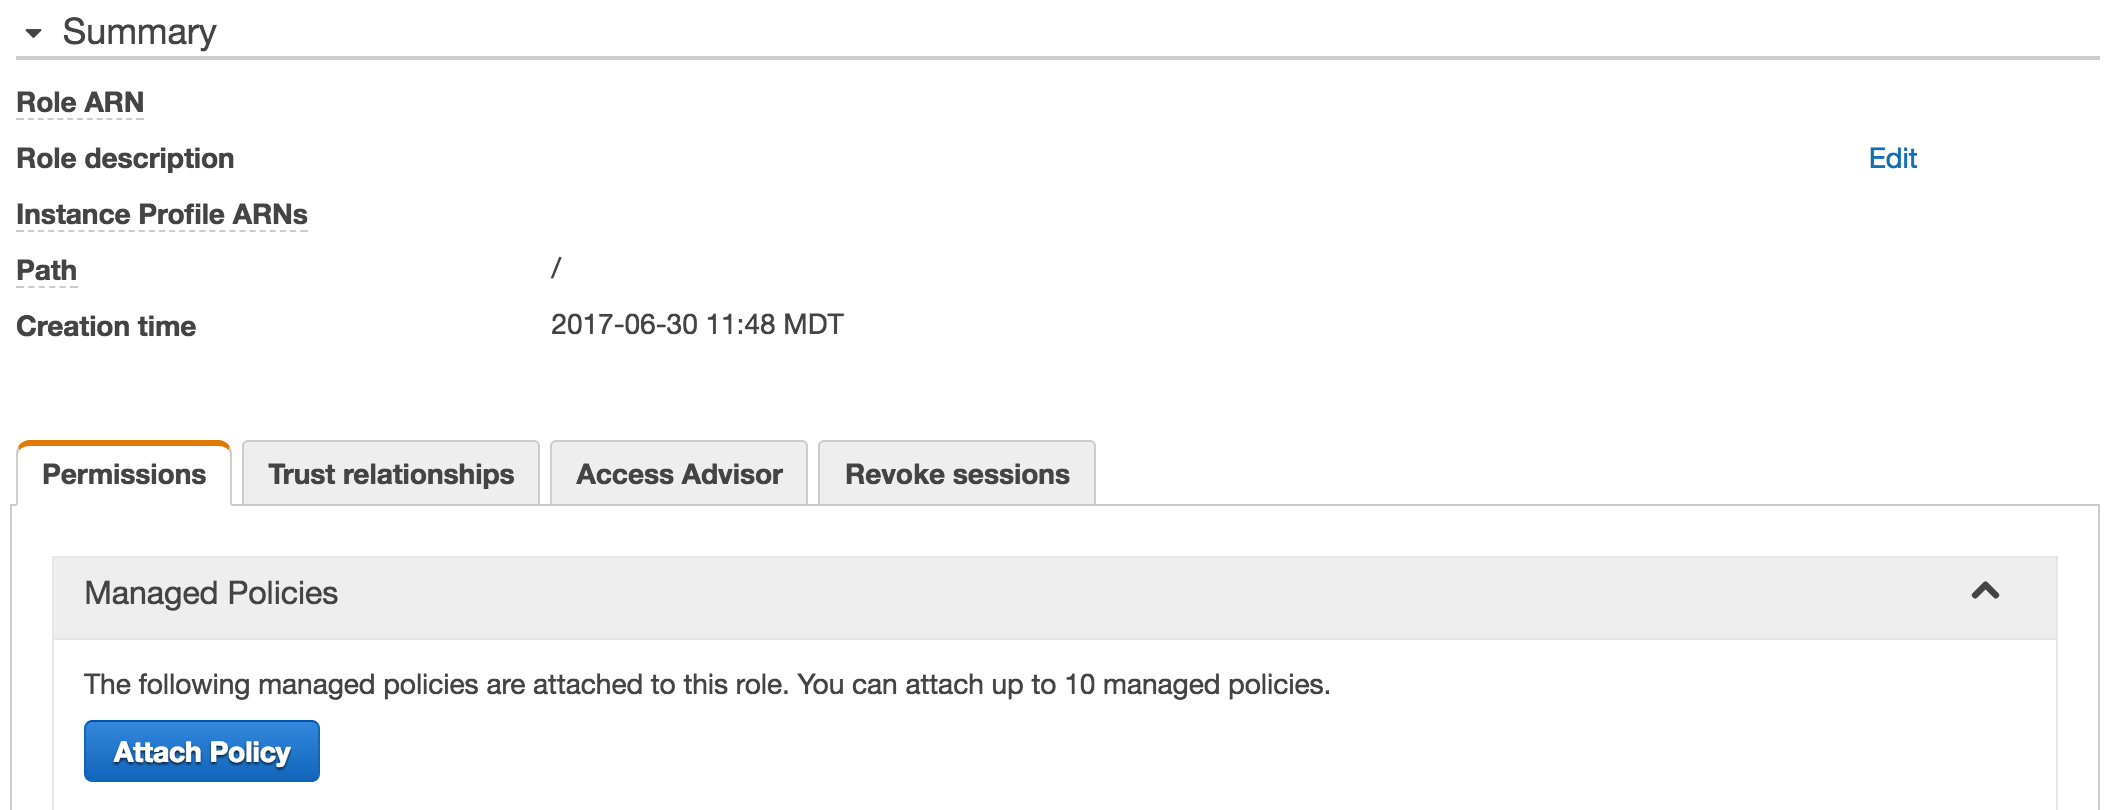 Summary
Role ARN
Role description Edit
Instance Profile ARNs
Path /
Creation time 2017-06-30 11:48 MDT
Permissions Trust relationships Access Advisor Revoke sessions
Managed Policies
The following managed policies are attached to this role. You can attach up to 10 managed policies.
Attach Policy